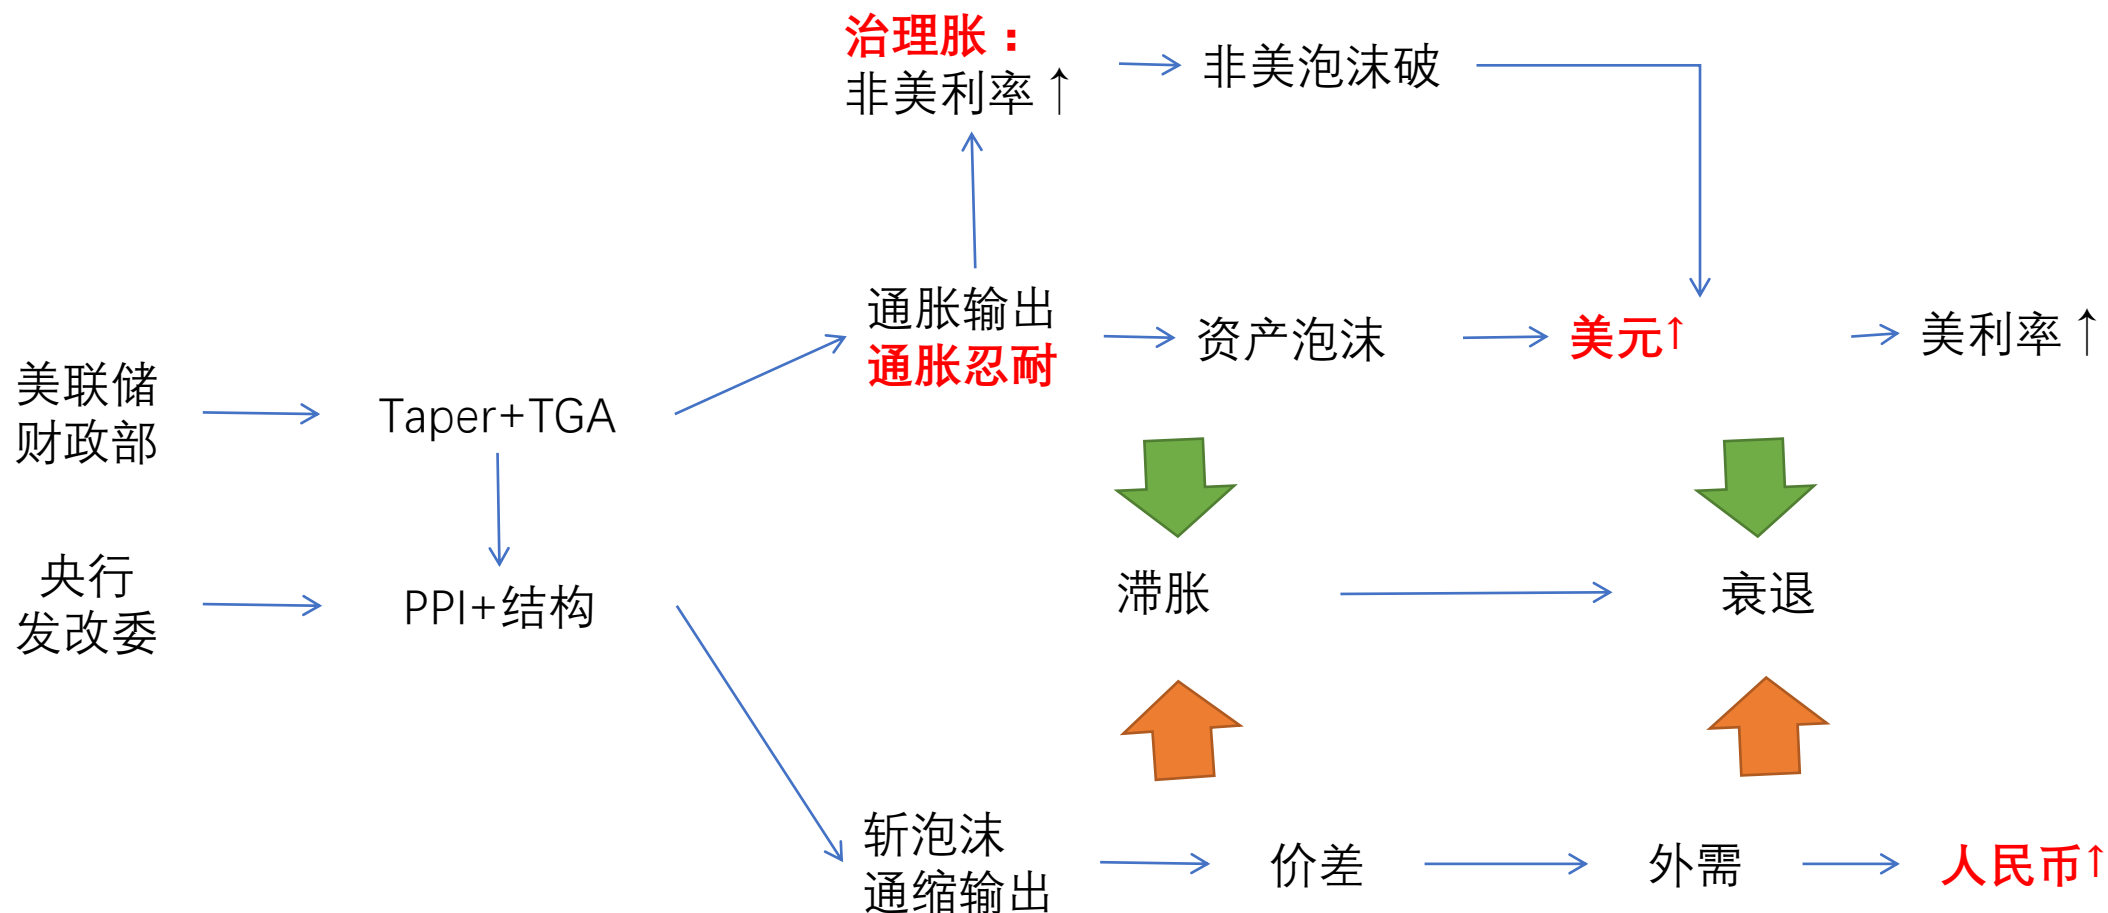 治理胀：
非美利率↑
非美泡沫破
通胀输出
通胀忍耐
资产泡沫
美元↑
美利率↑
美联储
财政部
Taper+TGA
央行
发改委
PPI+结构
滞胀
衰退
斩泡沫
通缩输出
价差
外需
人民币↑